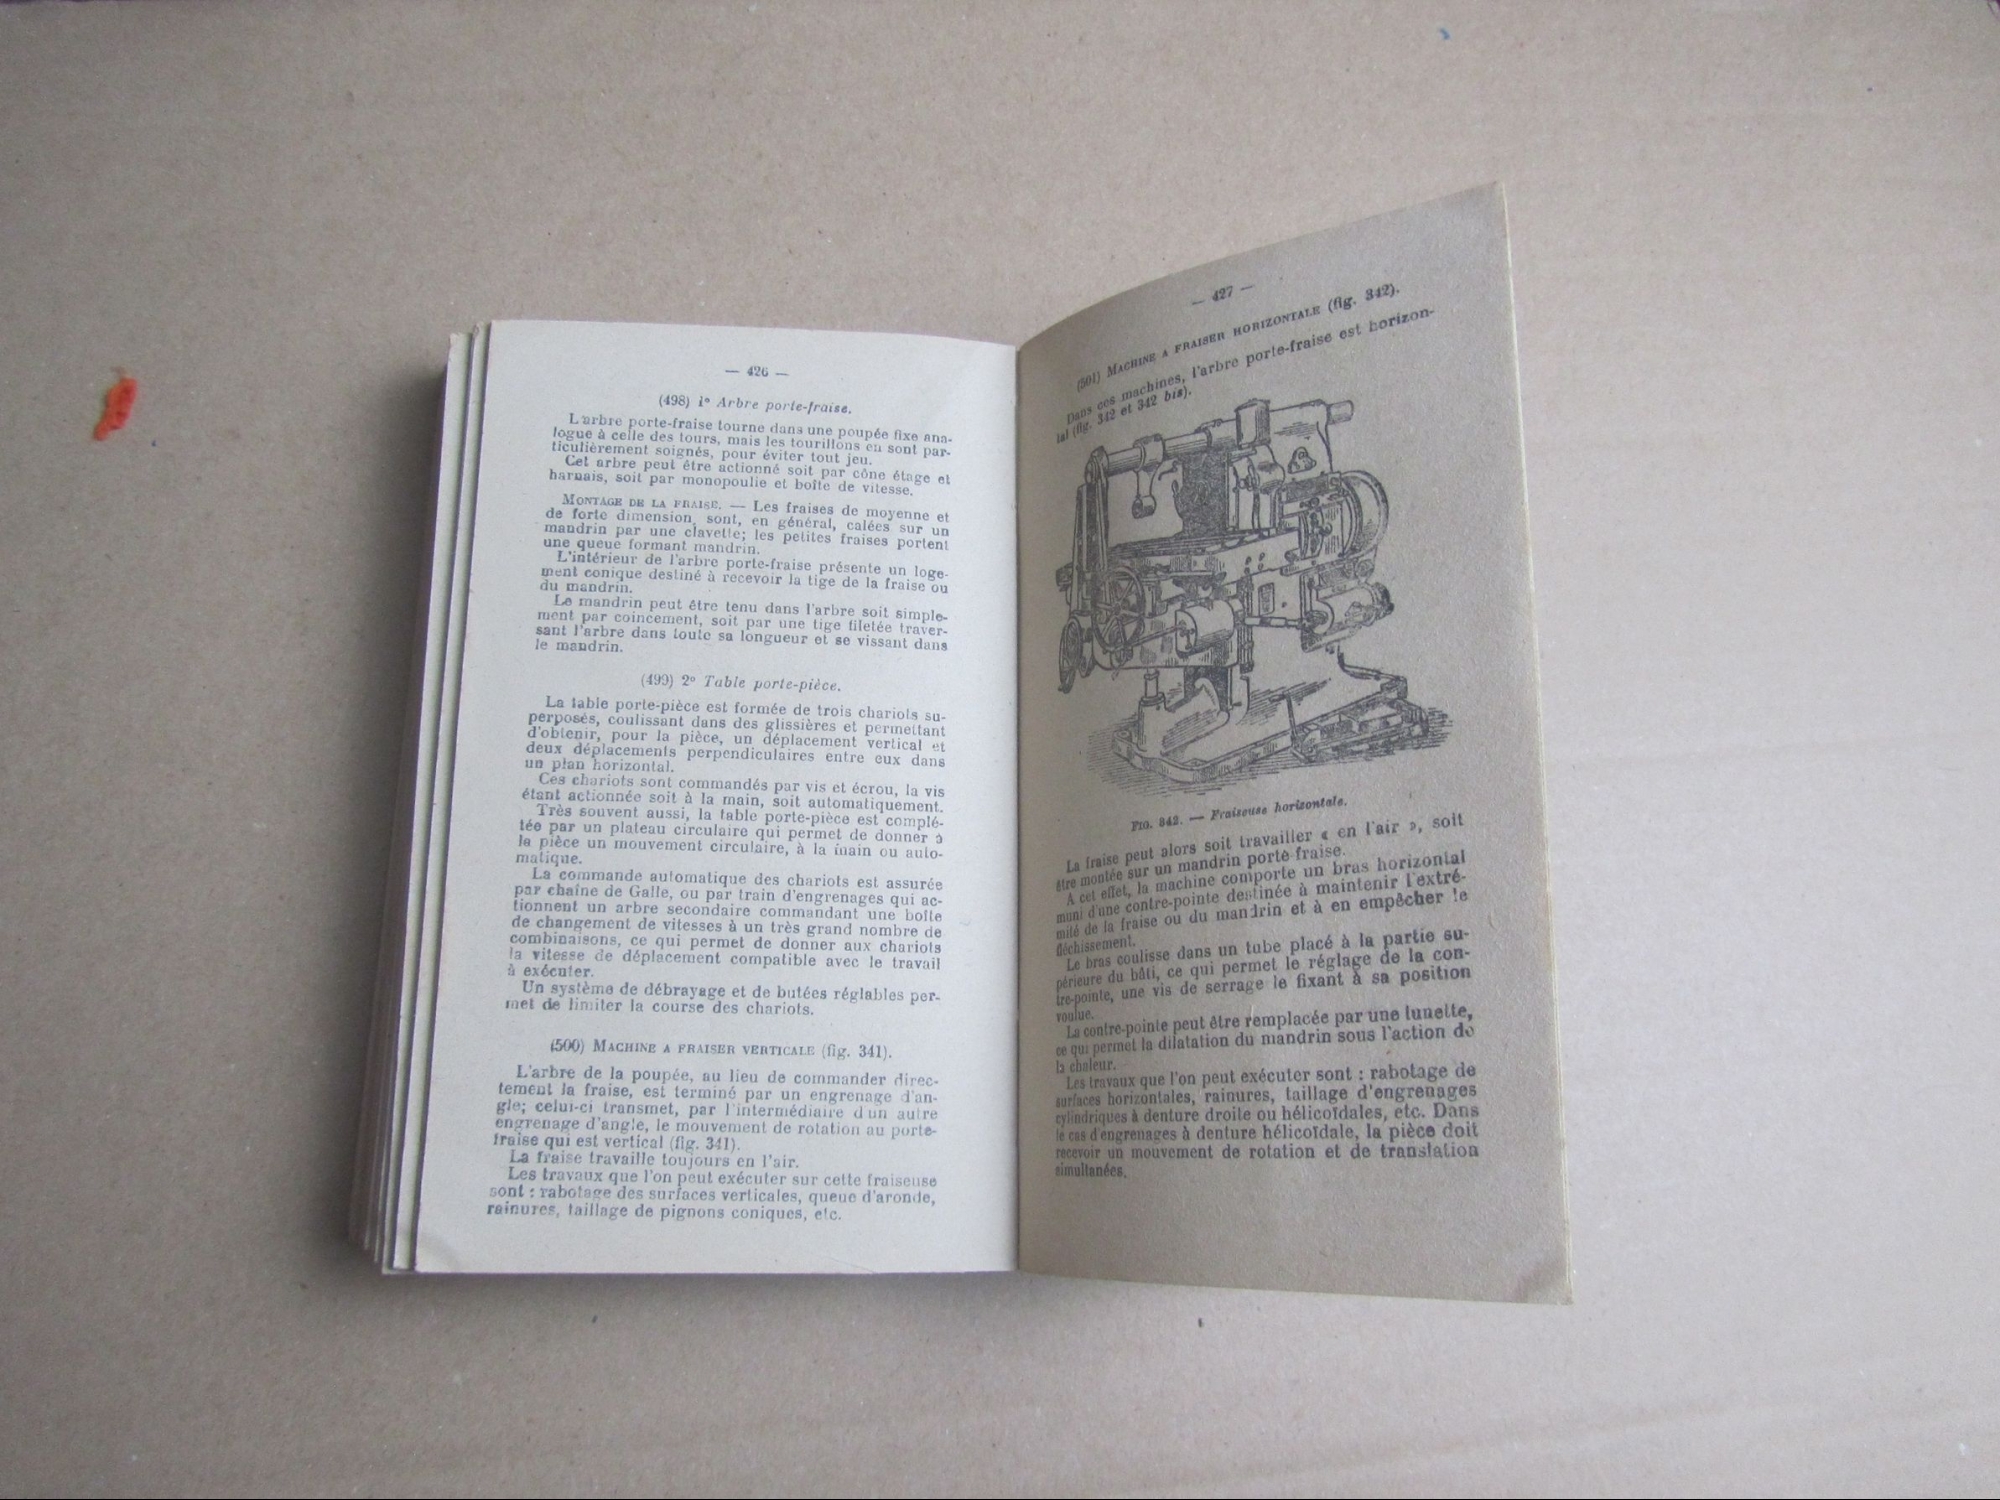 — 426 —
(498) 1° Arbre porte-fraise.
L'arbre porte-fraise tourne dans une poupée fixe ana-
logue à celle des tours, mais les tourillons en sont par-
ticulièrement soignés, pour éviter tout jeu.
Cet arbre peut être actionné soit par cône étage et
harnais, soit par monopoulie et boîte de vitesse.
MONTAGE DE LA FRAISE. — Les fraises de moyenne et
de forte dimension sont, en général, calées sur un
mandrin par une clavette; les petites fraises portent
une queue formant mandrin.
L'intérieur de l'arbre porte-fraise présente un loge-
ment conique destiné à recevoir la tige de la fraise ou
du mandrin.
Le mandrin peut être tenu dans l'arbre soit simple-
ment par coincement, soit par une tige filetée traver-
sant l'arbre dans toute sa longueur et se vissant dans
le mandrin.
(499) 2° Table porte-pièce.
La table porte-pièce est formée de trois chariots su-
perposés, coulissant dans des glissières et permettant
d'obtenir, pour la pièce, un déplacement vertical et
deux déplacements perpendiculaires entre eux dans
un plan horizontal.
Ces chariots sont commandés par vis et écrou, la vis
étant actionnée soit à la main, soit automatiquement.
Très souvent aussi, la table porte-pièce est complé-
tée par un plateau circulaire qui permet de donner à
la pièce un mouvement circulaire, à la main ou auto-
matique.
La commande automatique des chariots est assurée
par chaîne de Galle, ou par train d'engrenages qui ac-
tionnent un arbre secondaire commandant une boîte
de changement de vitesses à un très grand nombre de
combinaisons, ce qui permet de donner aux chariots
la vitesse de déplacement compatible avec le travail
à exécuter.
Un système de débrayage et de butées réglables per-
met de limiter la course des chariots.
(500) MACHINE A FRAISER VERTICALE (fig. 341).
L'arbre de la poupée, au lieu de commander direc-
tement la fraise, est terminé par un engrenage d'an-
gle; celui-ci transmet, par l'intermédiaire d'un autre
engrenage d'angle, le mouvement de rotation au porte-
fraise qui est vertical (fig. 341).
La fraise travaille toujours en l'air.
Les travaux que l'on peut exécuter sur cette fraiseuse
sont : rabotage des surfaces verticales, queue d'aronde,
rainures, taillage de pignons coniques, etc.
— 427 —
(501) MACHINE A FRAISER HORIZONTALE (fig. 342).
Dans ces machines, l'arbre porte-fraise est horizon-
tal (fig. 342 et 342 bis).
FIG. 342. — Fraiseuse horizontale.
La fraise peut alors soit travailler « en l'air », soit
être montée sur un mandrin porte fraise.
A cet effet, la machine comporte un bras horizontal
muni d'une contre-pointe destinée à maintenir l'extré-
mité de la fraise ou du mandrin et à en empêcher le
fléchissement.
Le bras coulisse dans un tube placé à la partie su-
périeure du bâti, ce qui permet le réglage de la con-
tre-pointe, une vis de serrage le fixant à sa position
voulue.
La contre-pointe peut être remplacée par une lunette,
ce qui permet la dilatation du mandrin sous l'action de
la chaleur.
Les travaux que l'on peut exécuter sont : rabotage de
surfaces horizontales, rainures, taillage d'engrenages
cylindriques à denture droite ou hélicoïdales, etc. Dans
le cas d'engrenages à denture hélicoïdale, la pièce doit
recevoir un mouvement de rotation et de translation
simultanées.